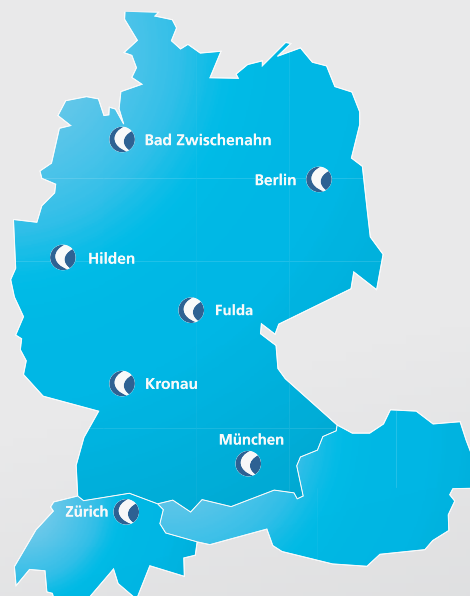 Bad Zwischenahn
Berlin
Hilden
Fulda
Kronau
München
Zürich